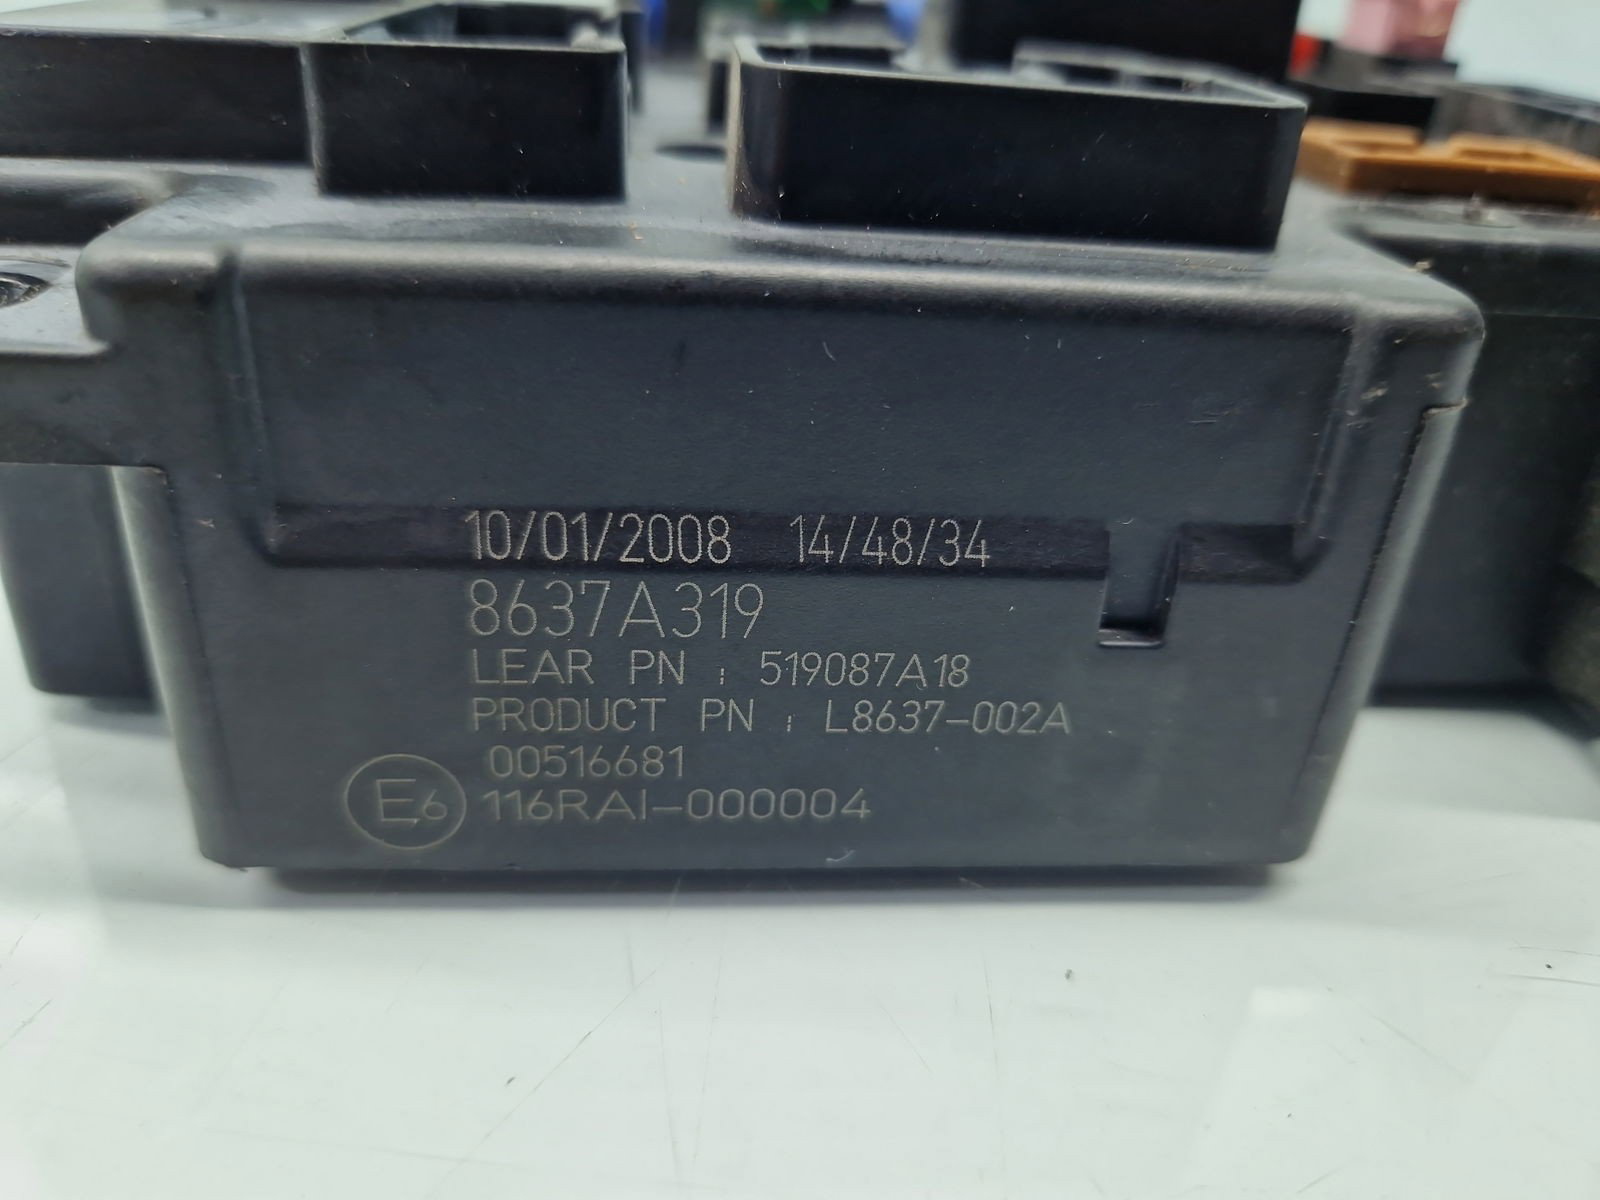 10/01/2008 14/48/34
8637A319
LEAR PN : 519087A18
PRODUCT PN : L8637-002A
00516681
E6 116RAI-000004